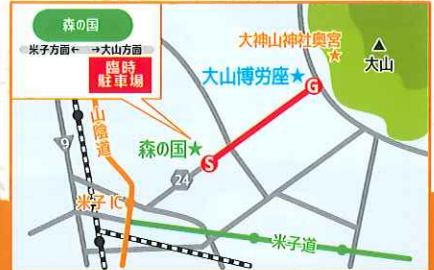 森の国
米子方面← →大山方面
臨時
駐車場
大神山神社奥宮
大山
大山博労座
G
山陰道
9
森の国
S
24
米子IC
米子道